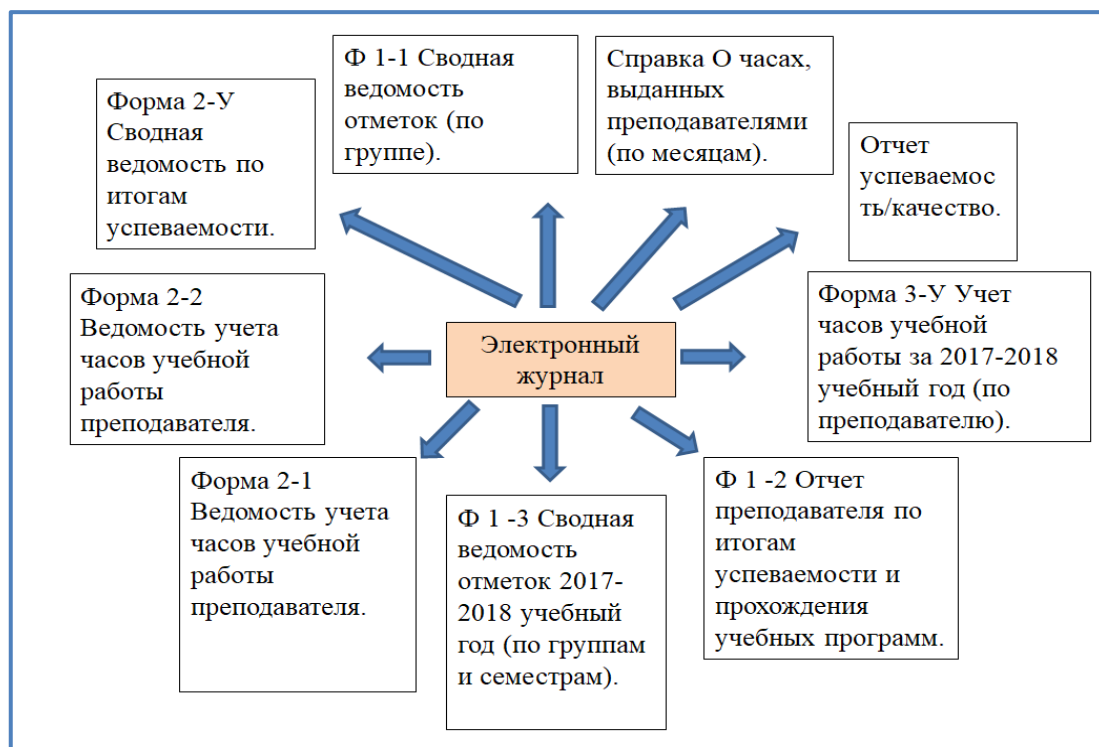 Форма 2-У
Сводная
ведомость по
итогам
успеваемости.
Ф 1-1 Сводная
ведомость
отметок (по
группе).
Справка О часах,
выданных
преподавателями
(по месяцам).
Отчет
успеваемос
ть/качество.
Форма 2-2
Ведомость учета
часов учебной
работы
преподавателя.
Электронный
журнал
Форма 3-У Учет
часов учебной
работы за 2017-2018
учебный год (по
преподавателю).
Форма 2-1
Ведомость учета
часов учебной
работы
преподавателя.
Ф 1 -3 Сводная
ведомость
отметок 2017-
2018 учебный
год (по группам
и семестрам).
Ф 1 -2 Отчет
преподавателя по
итогам
успеваемости и
прохождения
учебных программ.